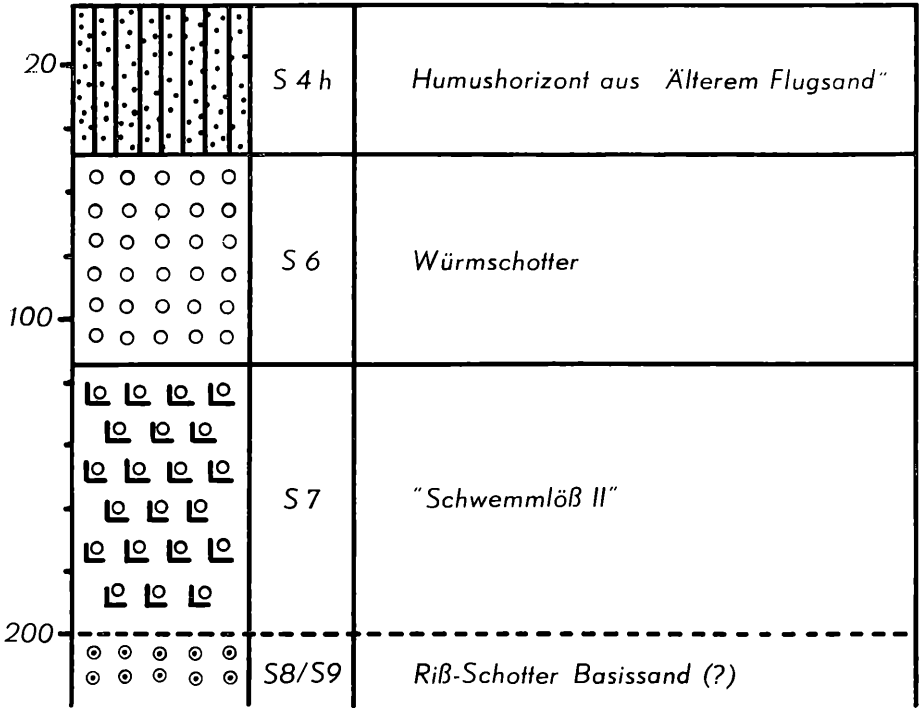 20 S 4 h Humushorizont aus Älterem Flugsand"
S 6 Würmschotter
100
S 7 "Schwemmlöß II"
200
S8/S9 Riß-Schotter Basissand (?)